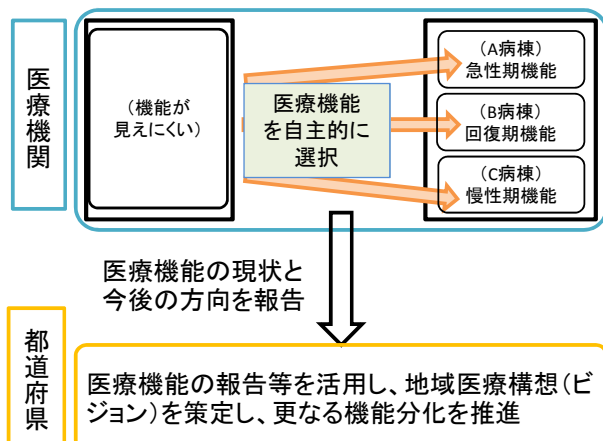 医療機関
(機能が
見えにくい)
医療機能
を自主的に
選択
(A病棟)
急性期機能
(B病棟)
回復期機能
(C病棟)
慢性期機能
医療機能の現状と
今後の方向を報告
都道府県
医療機能の報告等を活用し、地域医療構想(ビ
ジョン)を策定し、更なる機能分化を推進